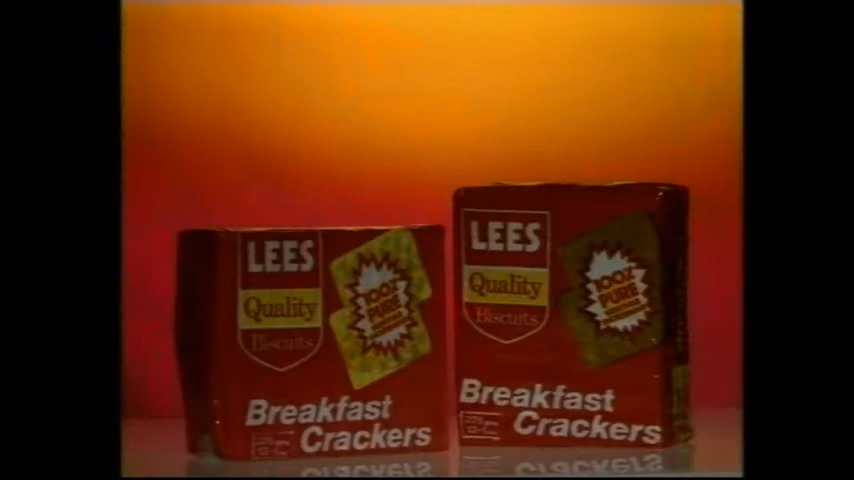 LEES
Quality
Biscuits
100%
PURE
Breakfast
Crackers
LEES
Quality
Biscuits
100%
PURE
Breakfast
Crackers